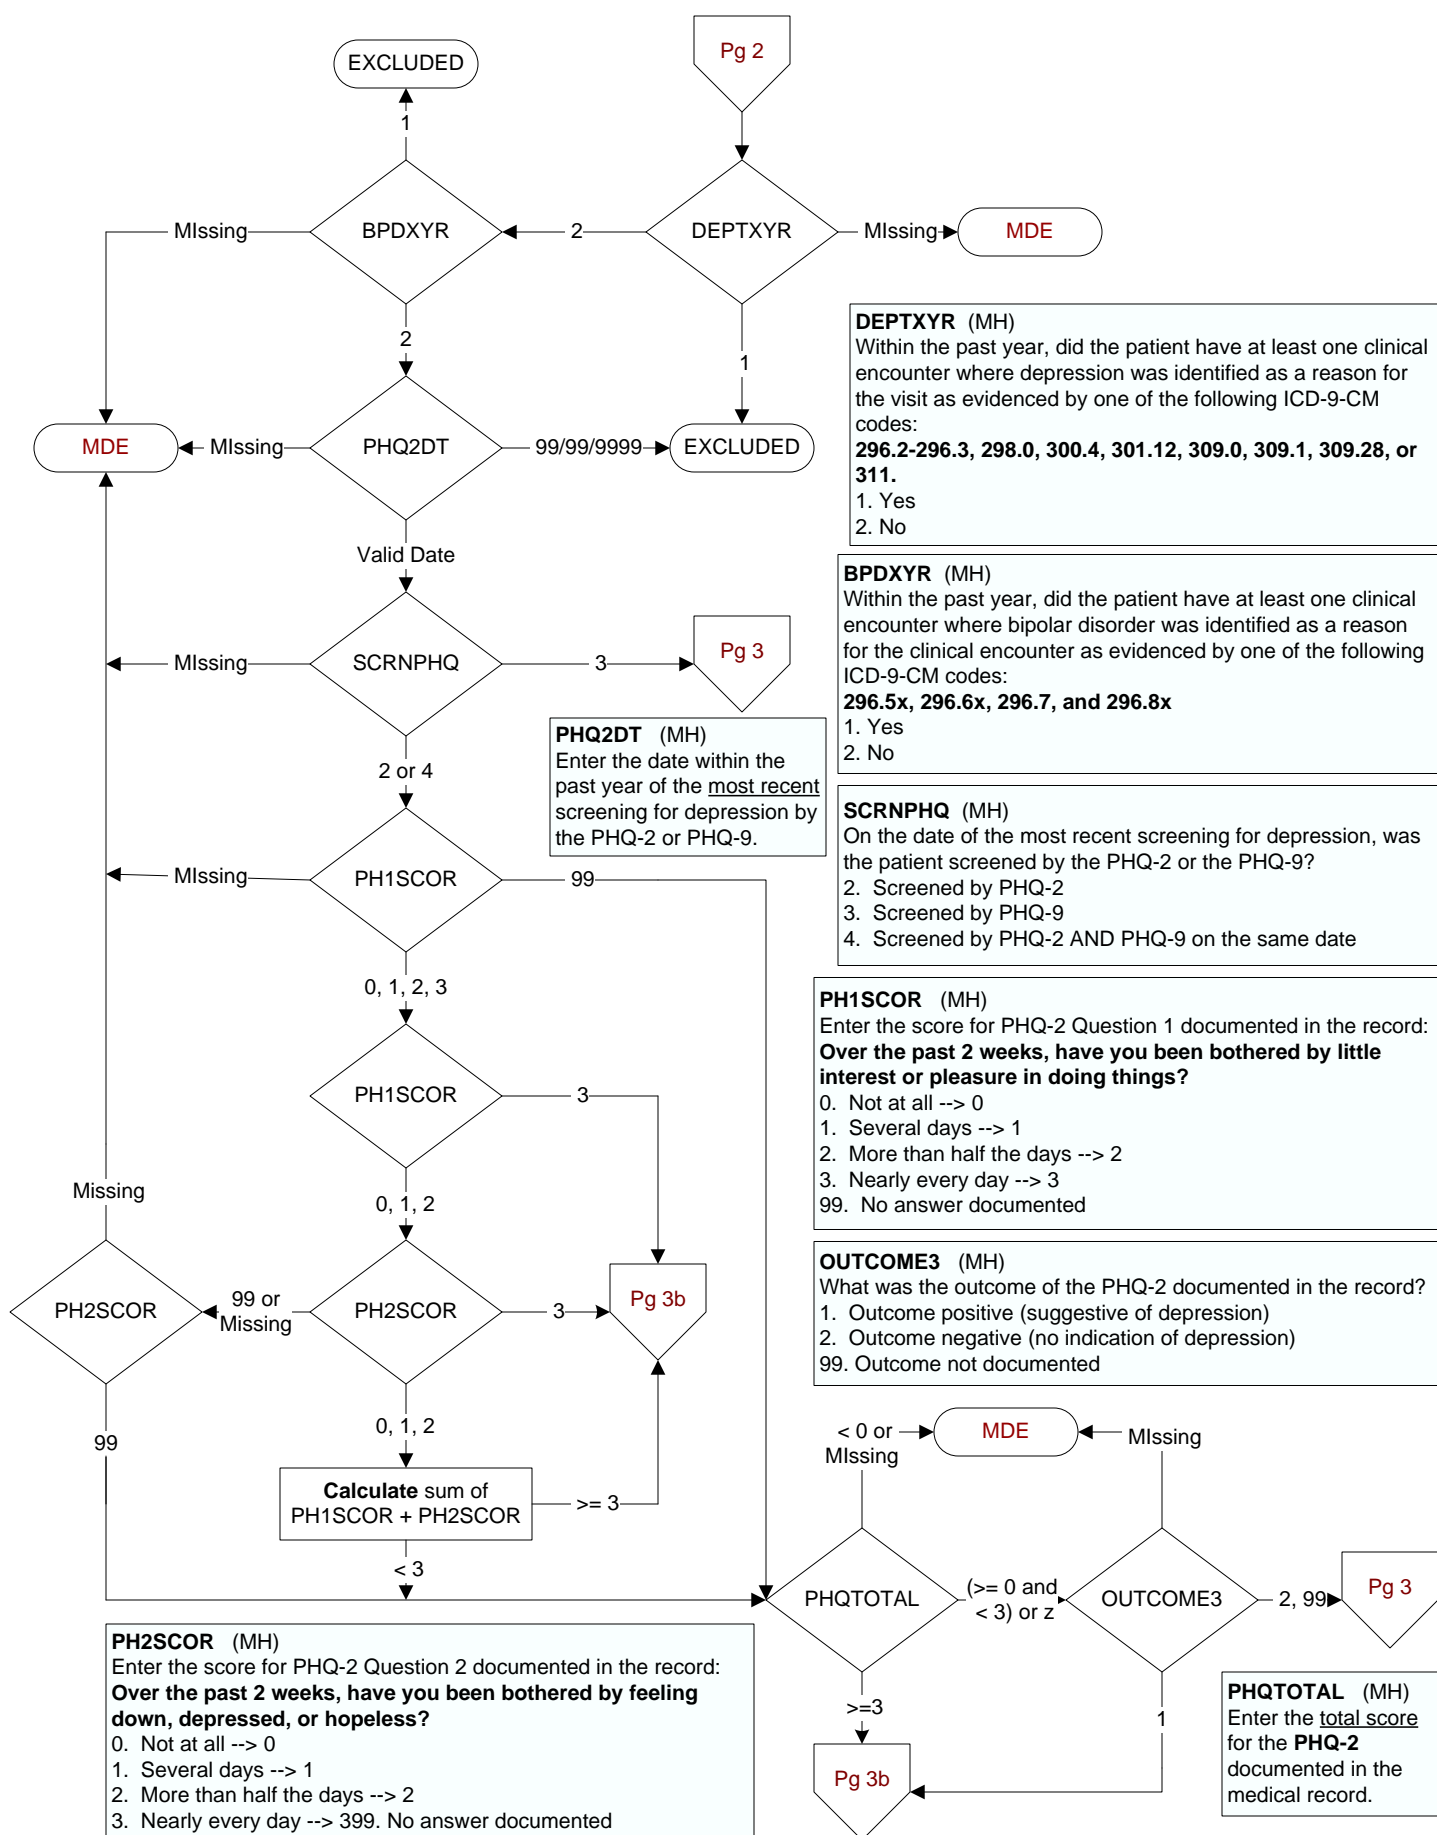 Pg 2
EXCLUDED
1
MIssing
BPDXYR
2
DEPTXYR
MIssing
MDE
2
1
MDE
MIssing
PHQ2DT
99/99/9999
EXCLUDED
Valid Date
MIssing
SCRNPHQ
3
Pg 3
2 or 4
MIssing
PH1SCOR
99
0, 1, 2, 3
PH1SCOR
3
Missing
0, 1, 2
PH2SCOR
99 or
Missing
PH2SCOR
3
Pg 3b
99
0, 1, 2
Calculate sum of
PH1SCOR + PH2SCOR
>= 3
< 3
DEPTXYR (MH)
Within the past year, did the patient have at least one clinical
encounter where depression was identified as a reason for
the visit as evidenced by one of the following ICD-9-CM
codes:
296.2-296.3, 298.0, 300.4, 301.12, 309.0, 309.1, 309.28, or
311.
1. Yes
2. No
BPDXYR (MH)
Within the past year, did the patient have at least one clinical
encounter where bipolar disorder was identified as a reason
for the clinical encounter as evidenced by one of the following
ICD-9-CM codes:
296.5x, 296.6x, 296.7, and 296.8x
1. Yes
2. No
PHQ2DT (MH)
Enter the date within the
past year of the most recent
screening for depression by
the PHQ-2 or PHQ-9.
SCRNPHQ (MH)
On the date of the most recent screening for depression, was
the patient screened by the PHQ-2 or the PHQ-9?
2. Screened by PHQ-2
3. Screened by PHQ-9
4. Screened by PHQ-2 AND PHQ-9 on the same date
PH1SCOR (MH)
Enter the score for PHQ-2 Question 1 documented in the record:
Over the past 2 weeks, have you been bothered by little
interest or pleasure in doing things?
0. Not at all --> 0
1. Several days --> 1
2. More than half the days --> 2
3. Nearly every day --> 3
99. No answer documented
OUTCOME3 (MH)
What was the outcome of the PHQ-2 documented in the record?
1. Outcome positive (suggestive of depression)
2. Outcome negative (no indication of depression)
99. Outcome not documented
< 0 or
MIssing
MDE
MIssing
PHQTOTAL
(>= 0 and
< 3) or z
OUTCOME3
2, 99
Pg 3
>=3
1
Pg 3b
PH2SCOR (MH)
Enter the score for PHQ-2 Question 2 documented in the record:
Over the past 2 weeks, have you been bothered by feeling
down, depressed, or hopeless?
0. Not at all --> 0
1. Several days --> 1
2. More than half the days --> 2
3. Nearly every day --> 399. No answer documented
PHQTOTAL (MH)
Enter the total score
for the PHQ-2
documented in the
medical record.